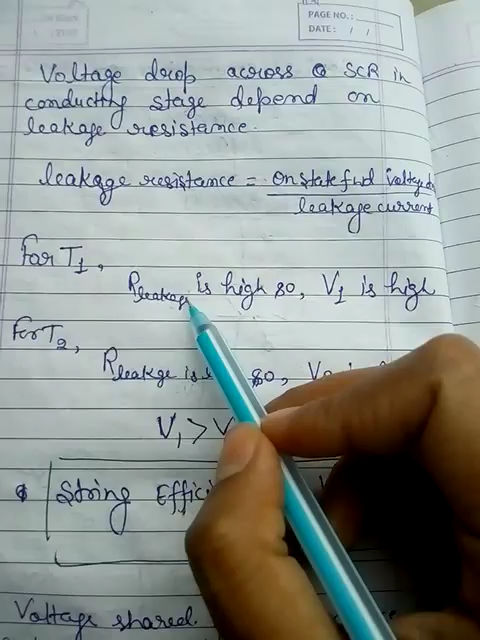 PAGE NO.:
DATE: / /
Voltage drop across a SCR in
conducting stage depend on
leakage resistance.
leakage resistance = on state fwd voltage
leakage current
For T1,
Rleakage is high so, V1 is high
For T2,
Rleakge is so,
V1 >
String
Voltage shared